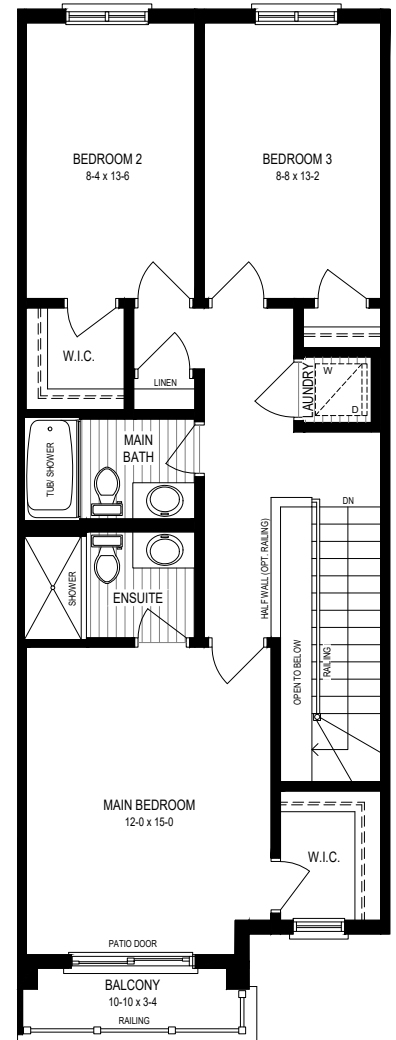 BEDROOM 2
8-4 x 13-6
BEDROOM 3
8-8 x 13-2
W.I.C.
LINEN
LAUNDRY
W
D
TUB/ SHOWER
MAIN
BATH
DN
HALF WALL (OPT. RAILING)
SHOWER
ENSUITE
OPEN TO BELOW
RAILING
MAIN BEDROOM
12-0 x 15-0
W.I.C.
PATIO DOOR
BALCONY
10-10 x 3-4
RAILING